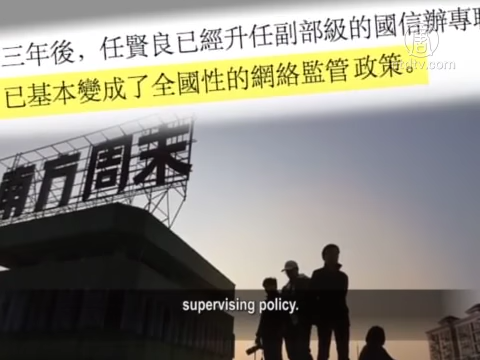 三年後，任賢良已經升任副部級的國信辦專
已基本變成了全國性的網絡監管政策。
ntdtv.com
南方周末
supervising policy.